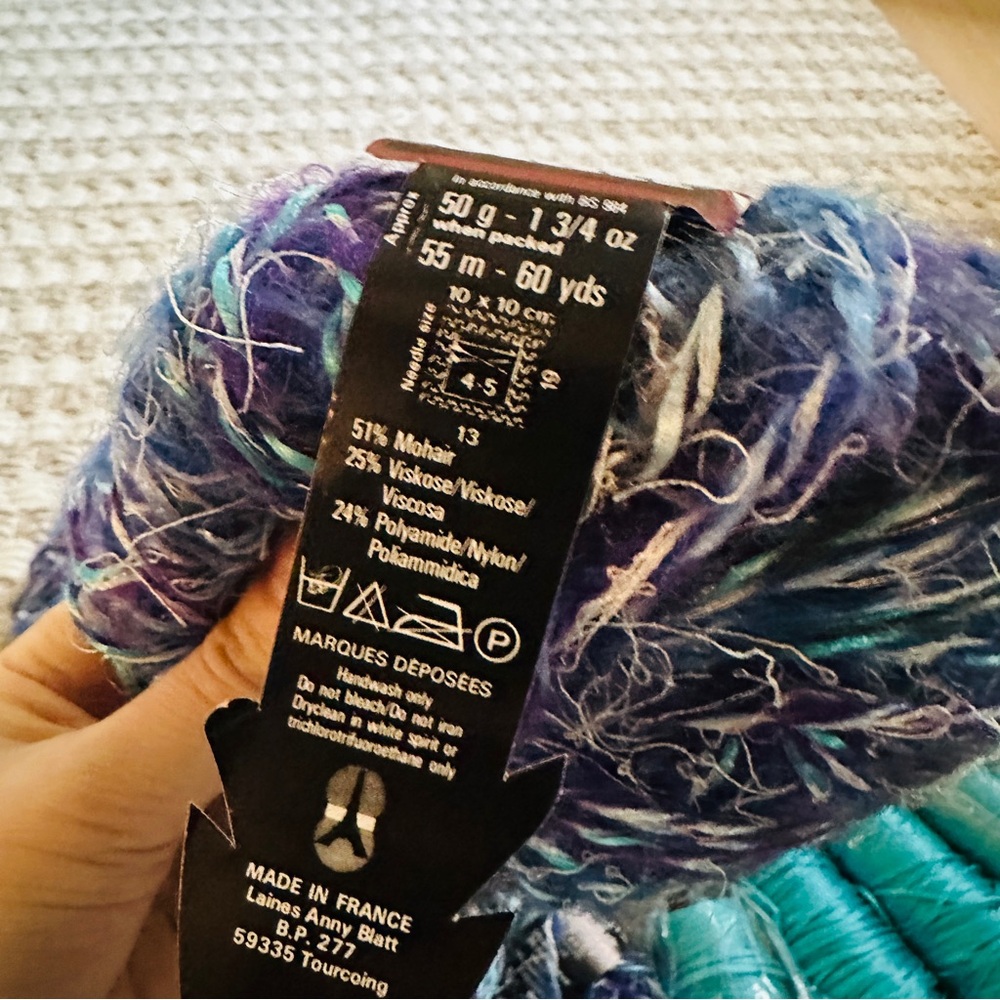 In accordance with BS 984
Approx
50 g - 1 3/4 oz
when packed
55 m - 60 yds
10 x 10 cm
Needle size
4-5
19
13
51% Mohair
25% Viskose/Viskose/
Viscosa
24% Polyamide/Nylon/
Poliammidica
P
MARQUES DÉPOSÉES
Handwash only
Do not bleach/Do not iron
Dryclean in white spirit or
trichlorotrifluoroethane only
MADE IN FRANCE
Laines Anny Blatt
B.P. 277
59335 Tourcoing